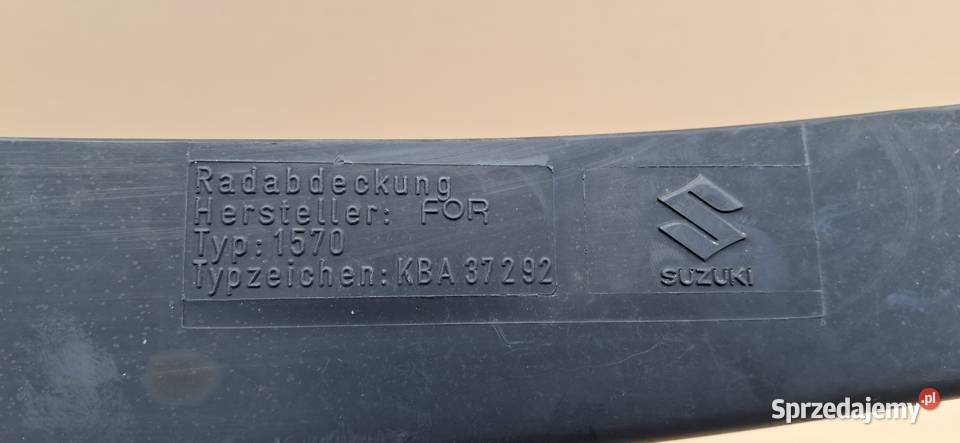 Radabdeckung
Hersteller: FOR
Typ: 1570
Typzeichen: KBA 37292
SUZUKI
Sprzedajemy.pl